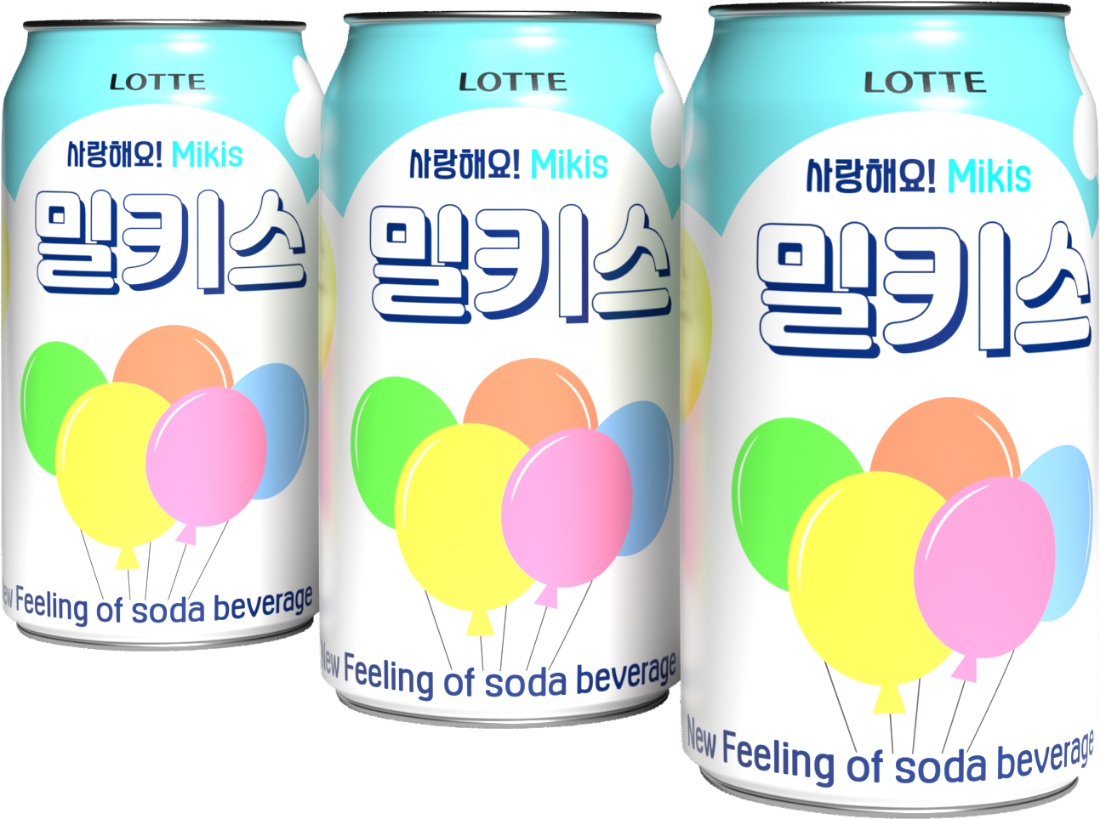 LOTTE
사랑해요! Mikis
밀키스
Feeling of soda beverage
LOTTE
사랑해요! Mikis
밀키스
New Feeling of soda beverage
LOTTE
사랑해요! Mikis
밀키스
New Feeling of soda beverage